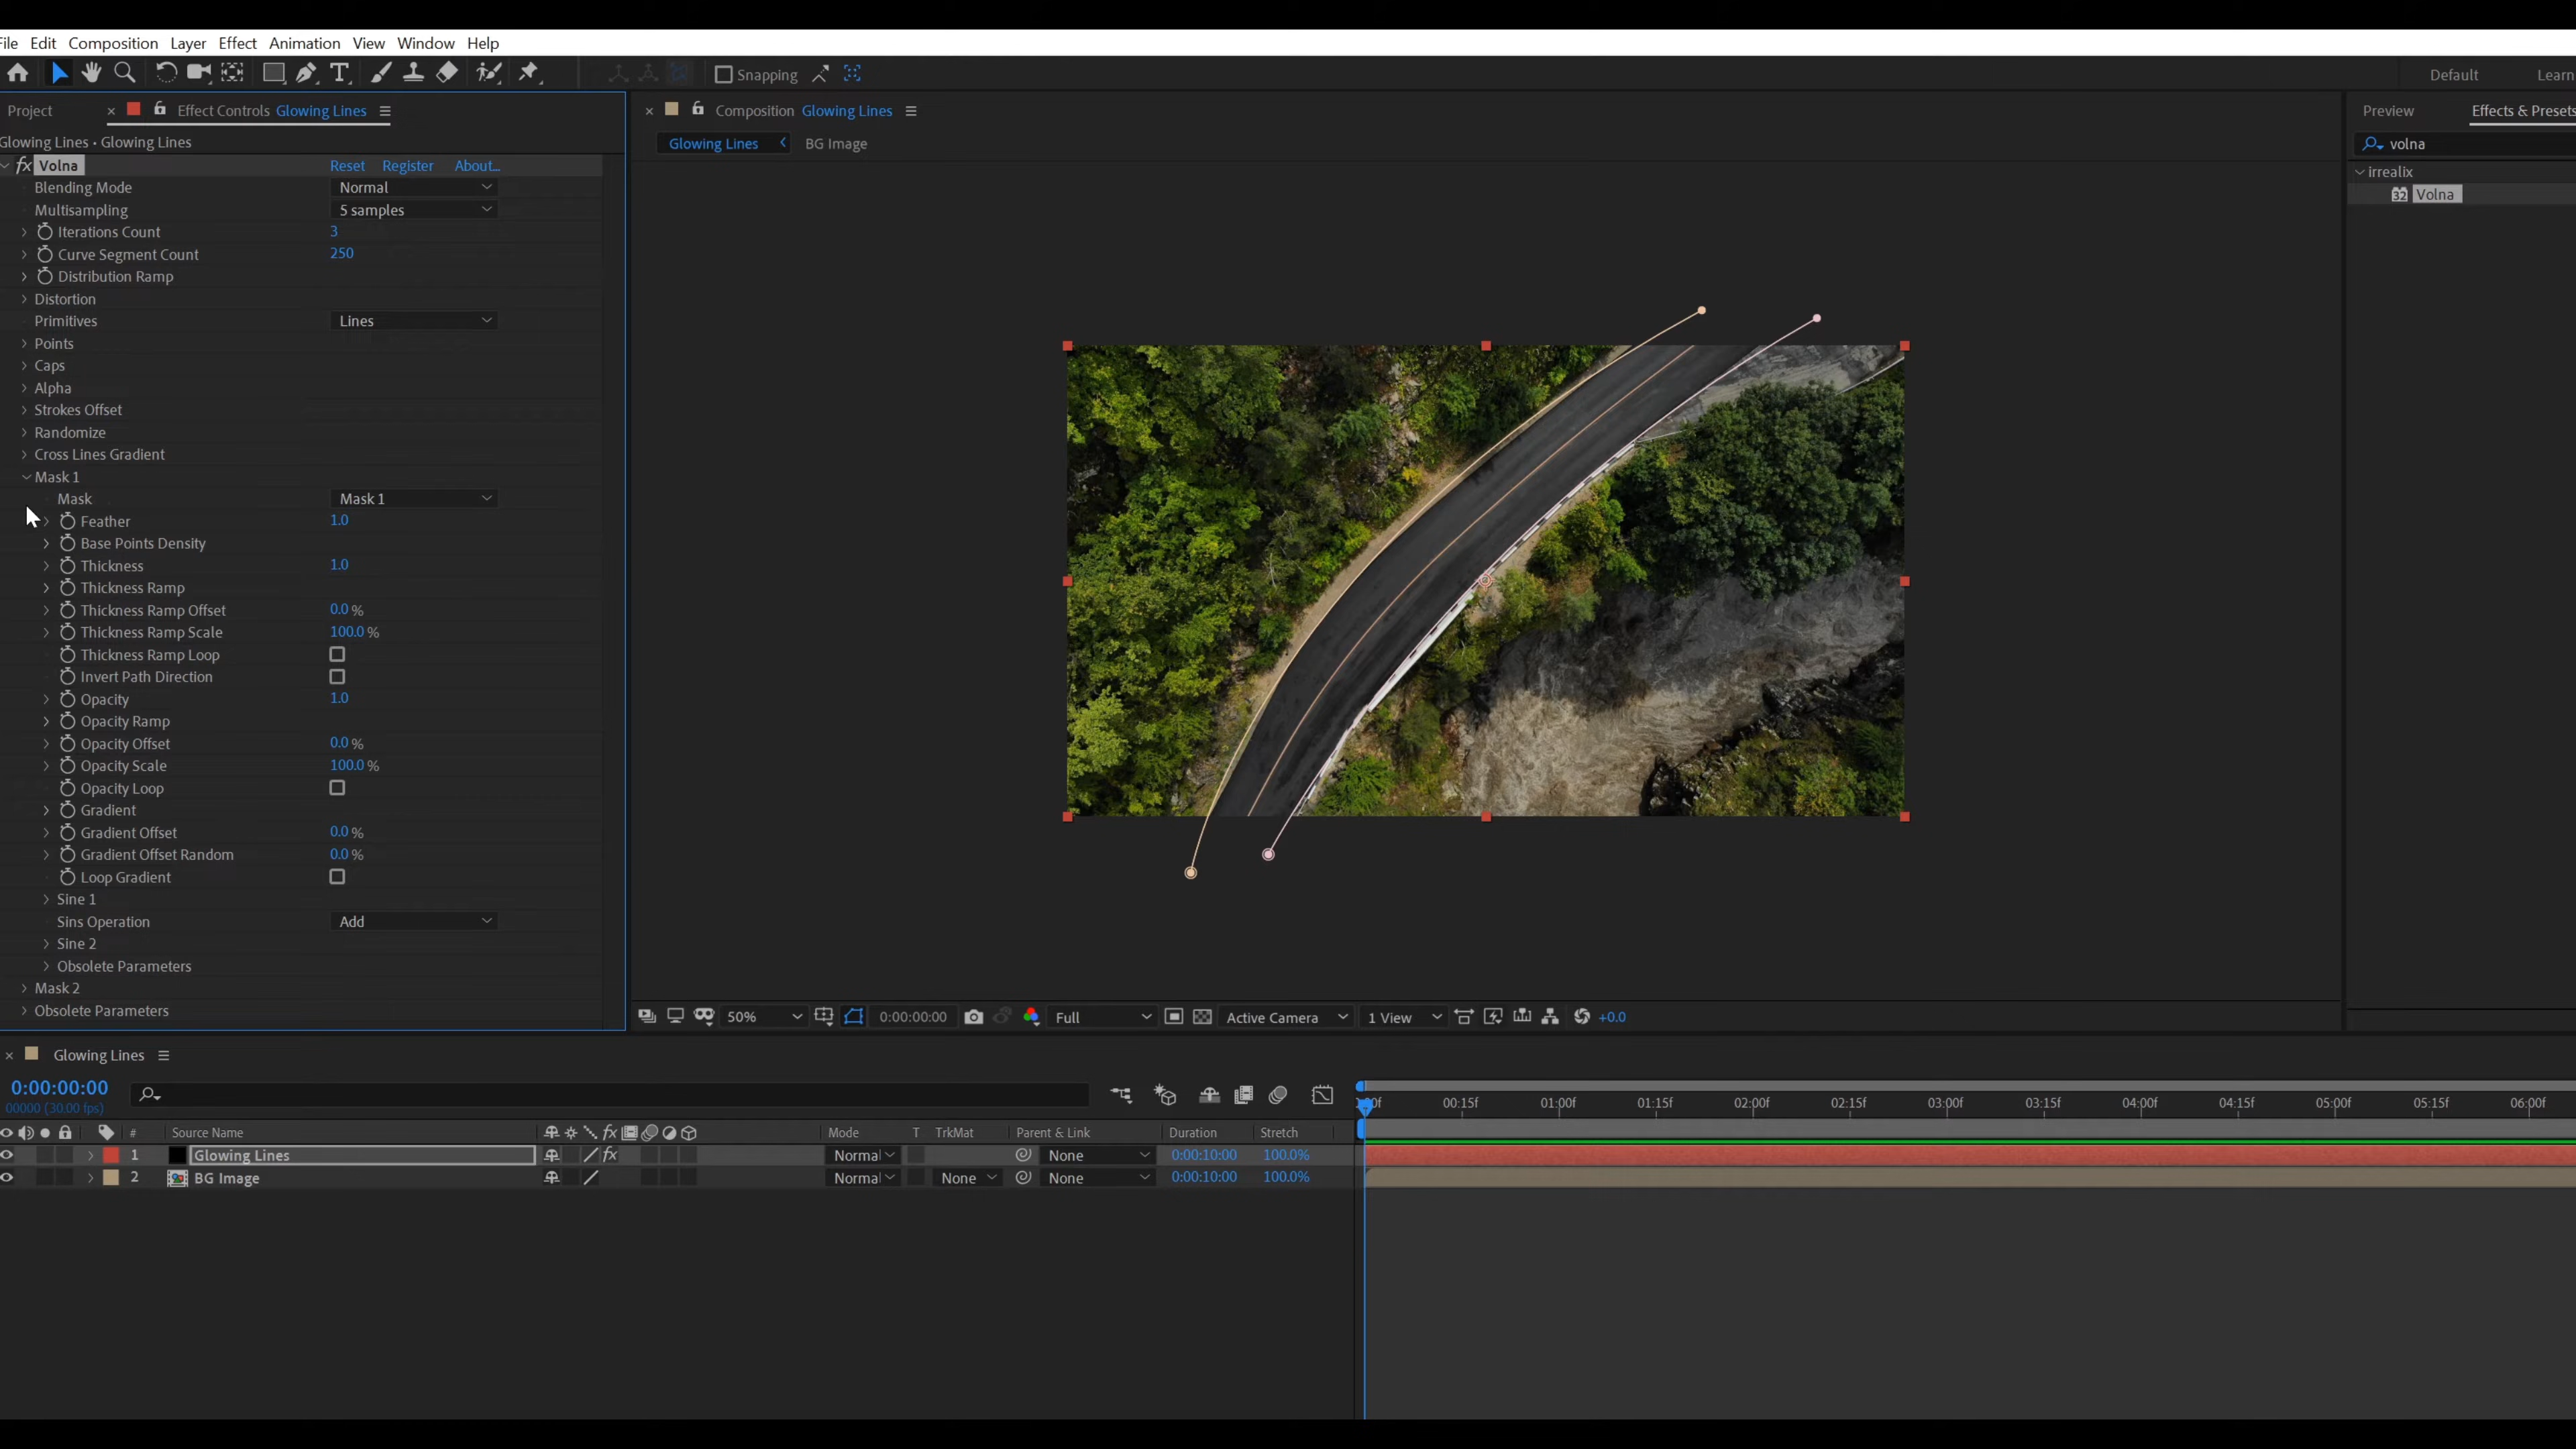 File Edit Composition Layer Effect Animation View Window Help
Snapping
Default Learn
Project Effect Controls Glowing Lines
Composition Glowing Lines
Preview Effects & Presets
Glowing Lines • Glowing Lines
Glowing Lines BG Image
volna
fx Volna Reset Register About...
irrealix
Blending Mode Normal
32 Volna
Multisampling 5 samples
Iterations Count 3
Curve Segment Count 250
Distribution Ramp
Distortion
Primitives Lines
Points
Caps
Alpha
Strokes Offset
Randomize
Cross Lines Gradient
Mask 1
Mask Mask 1
Feather 1.0
Base Points Density
Thickness 1.0
Thickness Ramp
Thickness Ramp Offset 0.0 %
Thickness Ramp Scale 100.0 %
Thickness Ramp Loop
Invert Path Direction
Opacity 1.0
Opacity Ramp
Opacity Offset 0.0 %
Opacity Scale 100.0 %
Opacity Loop
Gradient
Gradient Offset 0.0 %
Gradient Offset Random 0.0 %
Loop Gradient
Sine 1
Sins Operation Add
Sine 2
Obsolete Parameters
Mask 2
Obsolete Parameters
50% 0:00:00:00 Full Active Camera 1 View +0.0
Glowing Lines
0:00:00:00
00000 (30.00 fps)
:00f 00:15f 01:00f 01:15f 02:00f 02:15f 03:00f 03:15f 04:00f 04:15f 05:00f 05:15f 06:00f
# Source Name fx Mode T TrkMat Parent & Link Duration Stretch
1 Glowing Lines fx Normal None 0:00:10:00 100.0%
2 BG Image Normal None None 0:00:10:00 100.0%